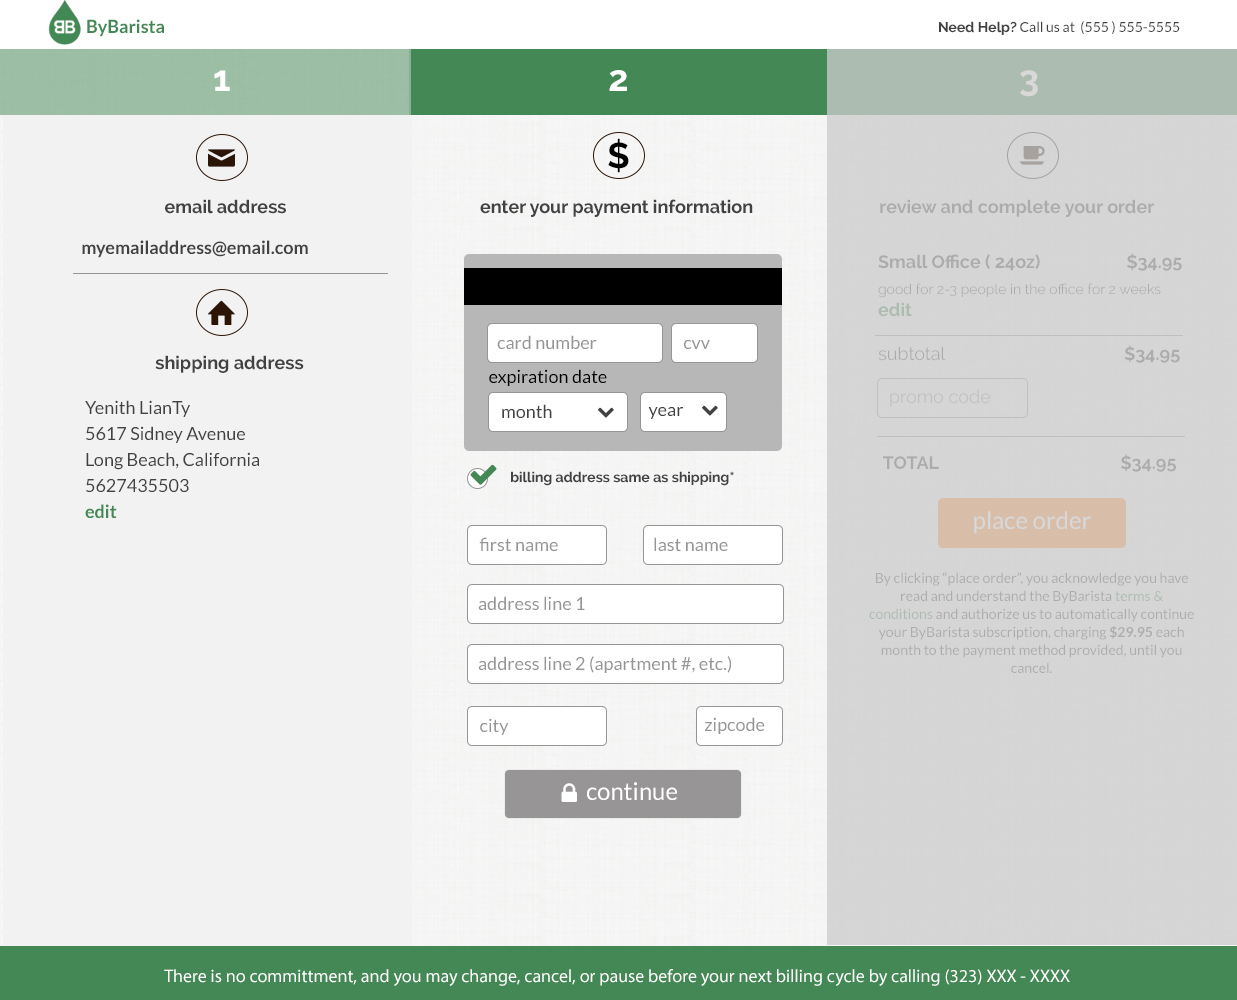 BB ByBarista
Need Help? Call us at (555 ) 555-5555
1
2
3
email address
myemailaddress@email.com
shipping address
Yenith LianTy
5617 Sidney Avenue
Long Beach, California
5627435503
edit
$
enter your payment information
card number
cvv
expiration date
month
year
billing address same as shipping*
first name
last name
address line 1
address line 2 (apartment #, etc.)
city
zipcode
continue
review and complete your order
Small Office ( 24oz) $34.95
good for 2-3 people in the office for 2 weeks
edit
subtotal $34.95
promo code
TOTAL $34.95
place order
By clicking “place order”, you acknowledge you have
read and understand the ByBarista terms &
conditions and authorize us to automatically continue
your ByBarista subscription, charging $29.95 each
month to the payment method provided, until you
cancel.
There is no committment, and you may change, cancel, or pause before your next billing cycle by calling (323) XXX - XXXX